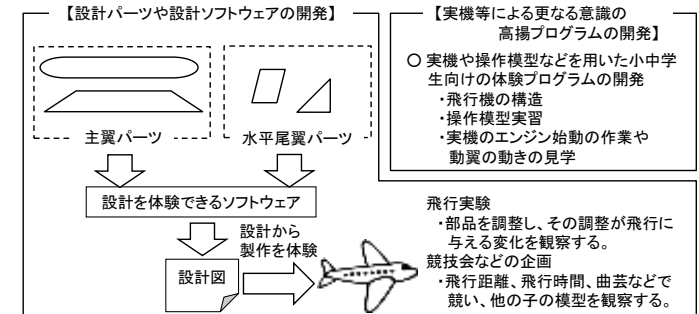 【設計パーツや設計ソフトウェアの開発】
主翼パーツ
水平尾翼パーツ
設計を体験できるソフトウェア
設計から
製作を体験
設計図
【実機等による更なる意識の
高揚プログラムの開発】
○ 実機や操作模型などを用いた小中学
生向けの体験プログラムの開発
・飛行機の構造
・操作模型実習
・実機のエンジン始動の作業や
動翼の動きの見学
飛行実験
・部品を調整し、その調整が飛行に
与える変化を観察する。
競技会などの企画
・飛行距離、飛行時間、曲芸などで
競い、他の子の模型を観察する。